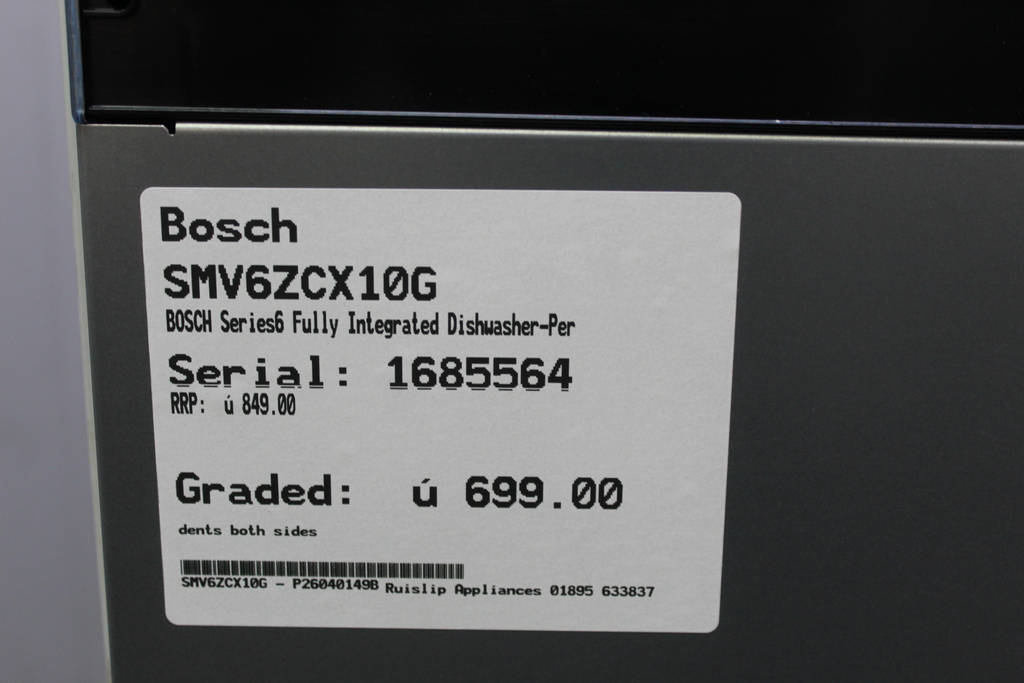 Bosch
SMV6ZCX10G
BOSCH Series6 Fully Integrated Dishwasher-Per
Serial: 1685564
RRP: ú 849.00
Graded: ú 699.00
dents both sides
SMV6ZCX10G - P26040149B Ruislip Appliances 01895 633837